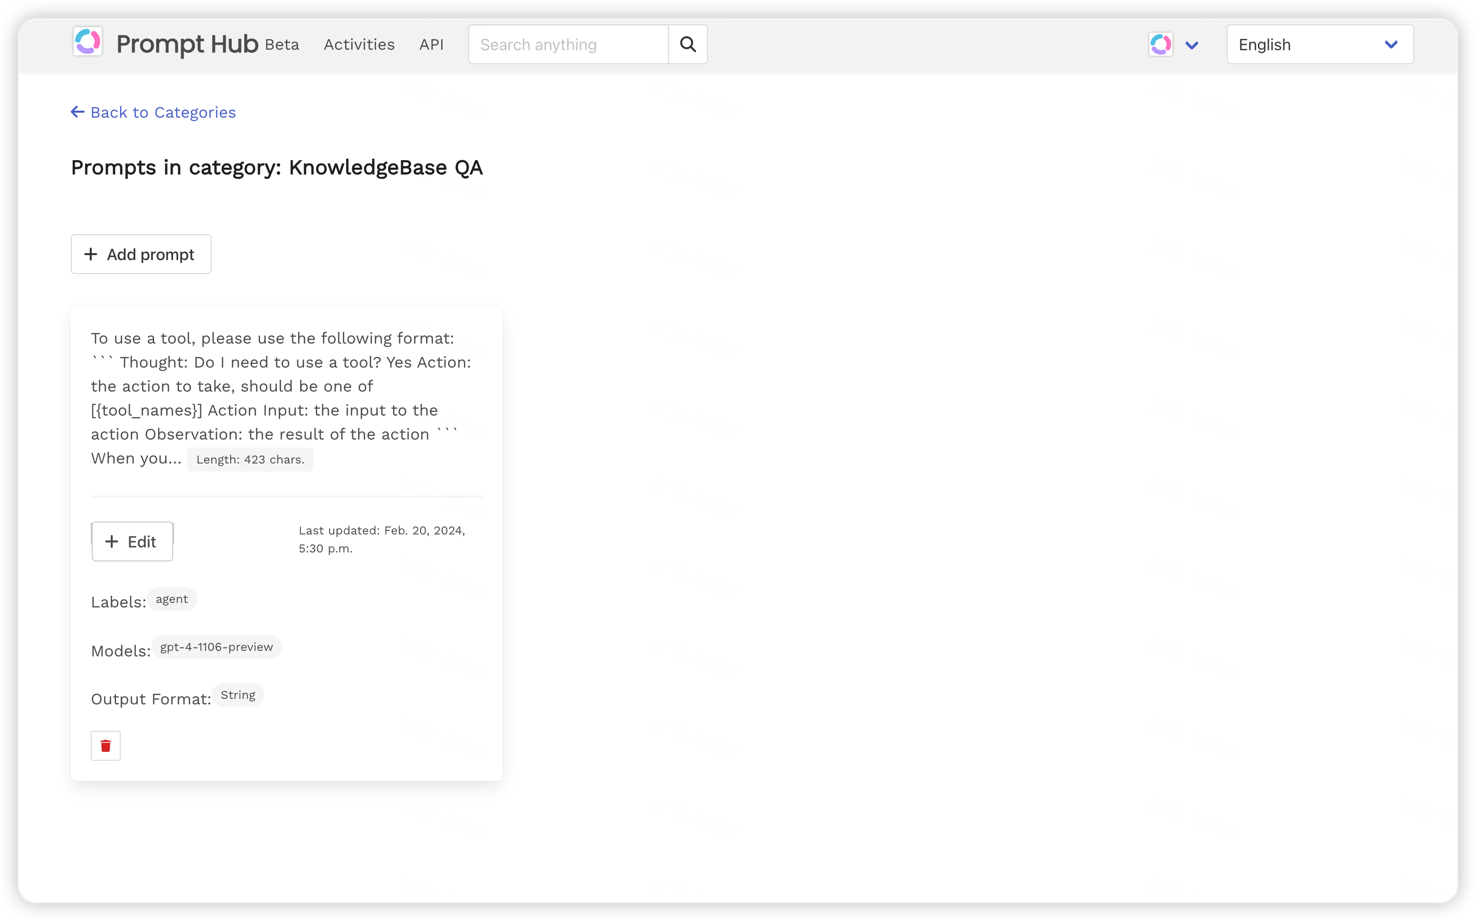 Prompt Hub Beta Activities API Search anything English
Back to Categories
Prompts in category: KnowledgeBase QA
Add prompt
To use a tool, please use the following format:
``` Thought: Do I need to use a tool? Yes Action:
the action to take, should be one of
[{tool_names}] Action Input: the input to the
action Observation: the result of the action ```
When you... Length: 423 chars.
Edit
Last updated: Feb. 20, 2024,
5:30 p.m.
Labels: agent
Models: gpt-4-1106-preview
Output Format: String